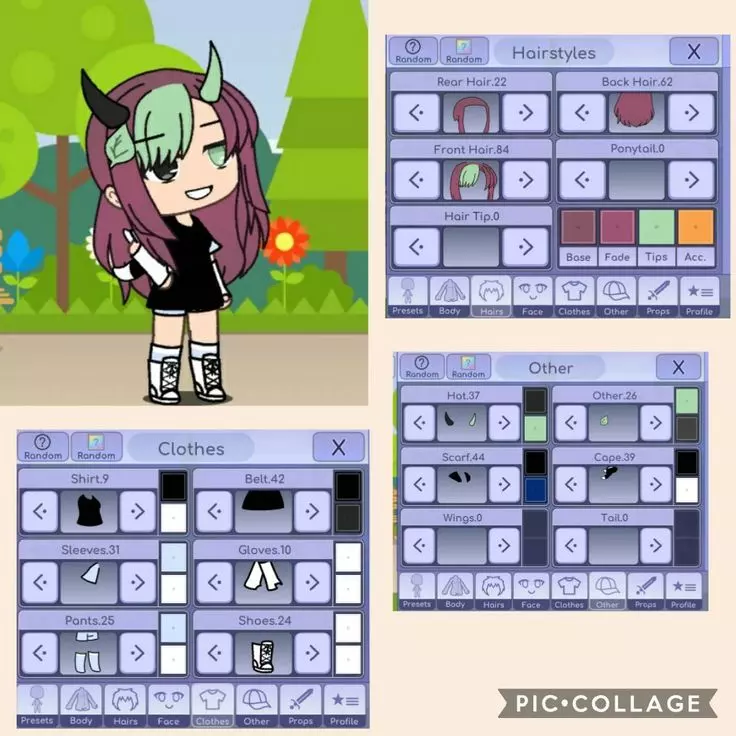 Random
Random
Hairstyles
X
Rear Hair.22
Back Hair.62
Front Hair.84
Ponytail.0
Hair Tip.0
Base
Fade
Tips
Acc.
Presets
Body
Hairs
Face
Clothes
Other
Props
Profile
Random
Random
Other
X
Hat.37
Other.26
Scarf.44
Cape.39
Wings.0
Tail.0
Presets
Body
Hairs
Face
Clothes
Other
Props
Profile
Random
Random
Clothes
X
Shirt.9
Belt.42
Sleeves.31
Gloves.10
Pants.25
Shoes.24
Presets
Body
Hairs
Face
Clothes
Other
Props
Profile
PIC•COLLAGE